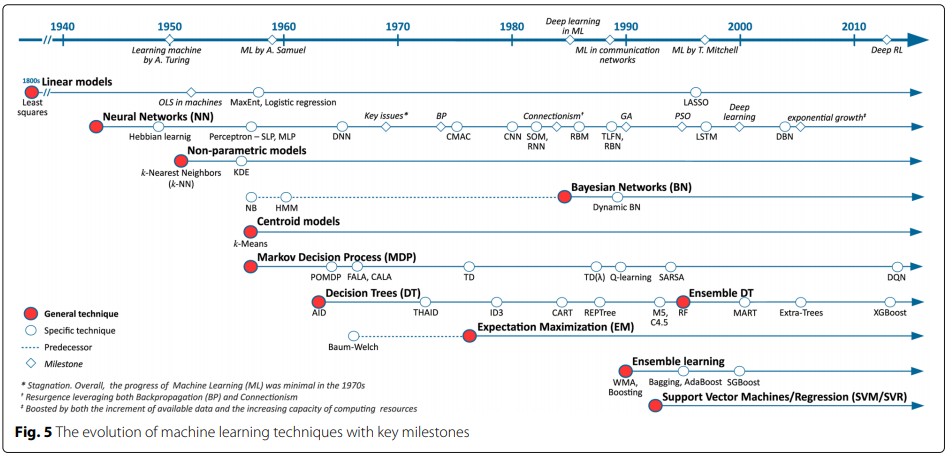 1940 1950 1960 1970 1980 1990 2000 2010
Learning machine
by A. Turing
ML by A. Samuel
Deep learning
in ML
ML in communication
networks
ML by T. Mitchell
Deep RL
1800s Linear models
Least
squares
OLS in machines
MaxEnt, Logistic regression
LASSO
Neural Networks (NN)
Hebbian learnig
Perceptron – SLP, MLP
DNN
Key issues*
BP
CMAC
CNN
SOM,
RNN
Connectionism†
RBM
TLFN,
RBN
GA
PSO
LSTM
Deep
learning
DBN
exponential growth‡
Non-parametric models
k-Nearest Neighbors
(k-NN)
KDE
Bayesian Networks (BN)
NB
HMM
Dynamic BN
Centroid models
k-Means
Markov Decision Process (MDP)
POMDP
FALA, CALA
TD
TD(λ)
Q-learning
SARSA
DQN
Decision Trees (DT)
AID
THAID
ID3
CART
REPTree
M5,
C4.5
Ensemble DT
RF
MART
Extra-Trees
XGBoost
Expectation Maximization (EM)
Baum-Welch
Ensemble learning
WMA,
Boosting
Bagging, AdaBoost
SGBoost
Support Vector Machines/Regression (SVM/SVR)
General technique
Specific technique
Predecessor
Milestone
* Stagnation. Overall, the progress of Machine Learning (ML) was minimal in the 1970s
† Resurgence leveraging both Backpropagation (BP) and Connectionism
‡ Boosted by both the increment of available data and the increasing capacity of computing resources
Fig. 5 The evolution of machine learning techniques with key milestones